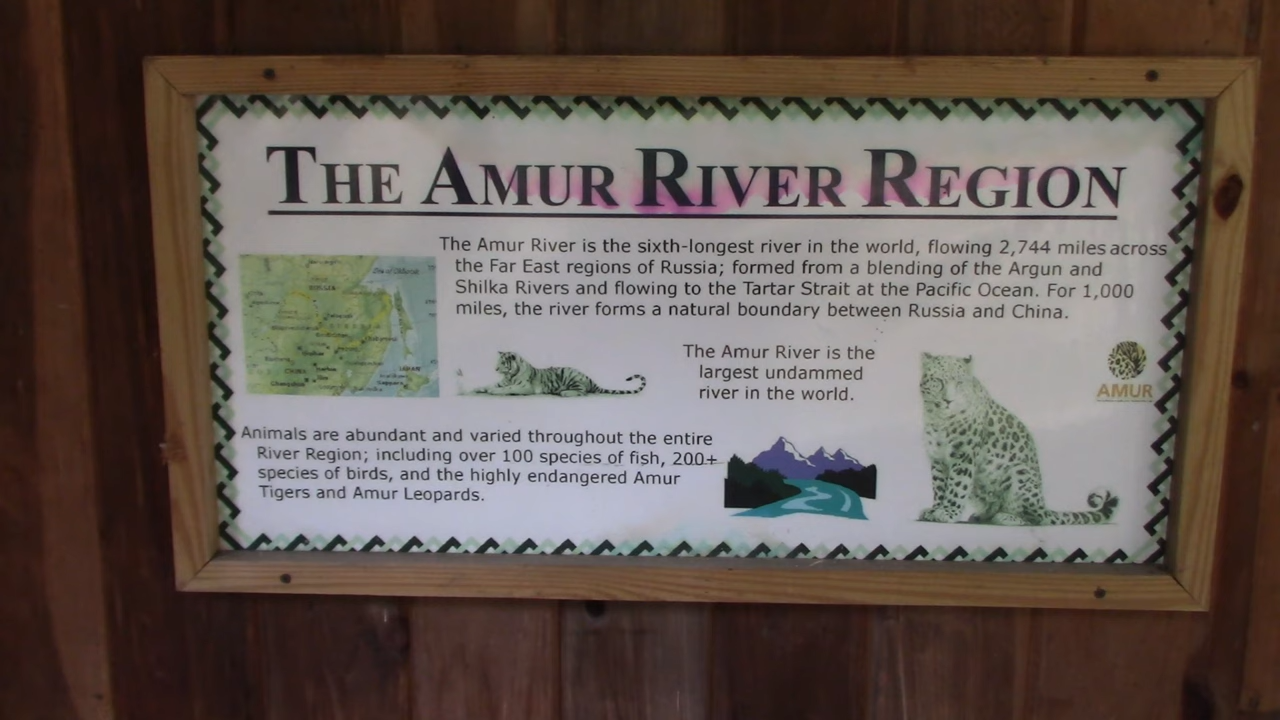 THE AMUR RIVER REGION
The Amur River is the sixth-longest river in the world, flowing 2,744 miles across
the Far East regions of Russia; formed from a blending of the Argun and
Shilka Rivers and flowing to the Tartar Strait at the Pacific Ocean. For 1,000
miles, the river forms a natural boundary between Russia and China.
The Amur River is the
largest undammed
river in the world.
AMUR
Animals are abundant and varied throughout the entire
River Region; including over 100 species of fish, 200+
species of birds, and the highly endangered Amur
Tigers and Amur Leopards.